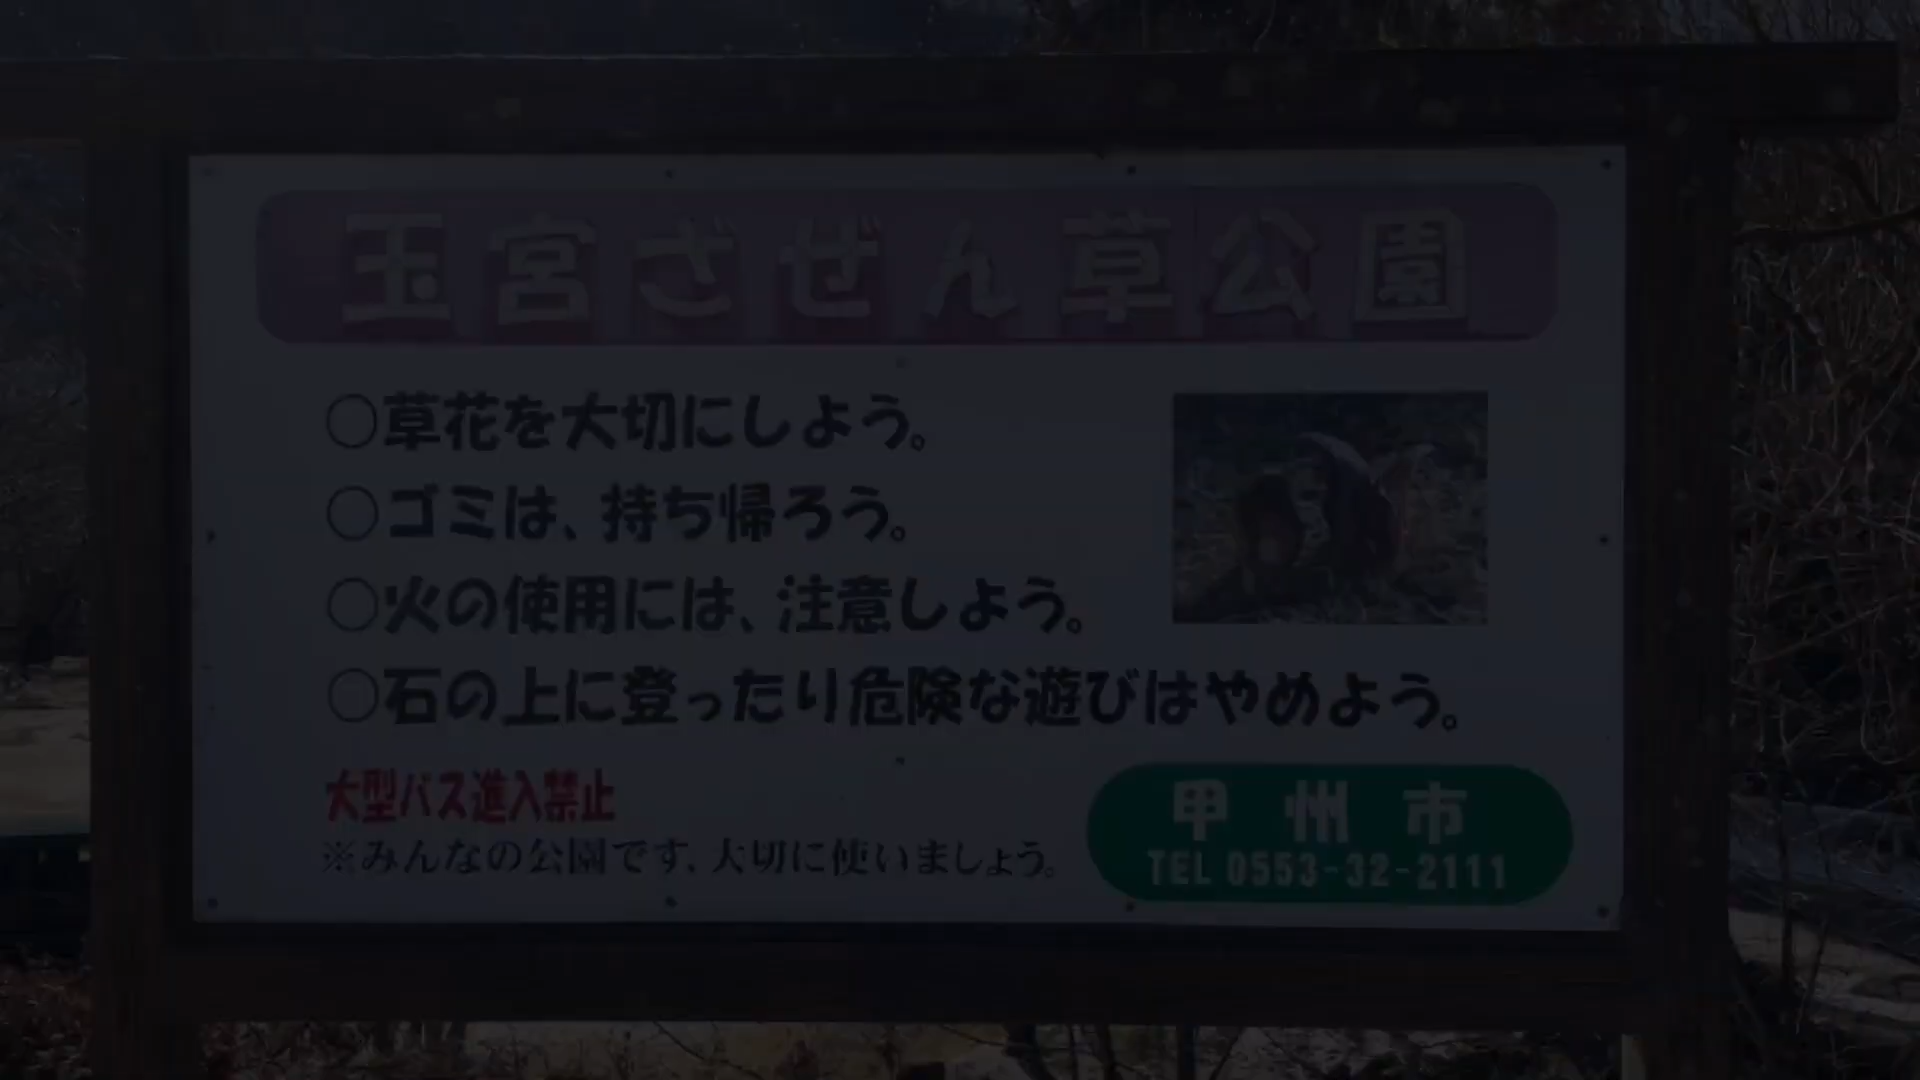 玉宮ざぜん草公園
○草花を大切にしよう。
○ゴミは、持ち帰ろう。
○火の使用には、注意しよう。
○石の上に登ったり危険な遊びはやめよう。
大型バス進入禁止
※みんなの公園です、大切に使いましょう。
甲州市
TEL 0553-32-2111